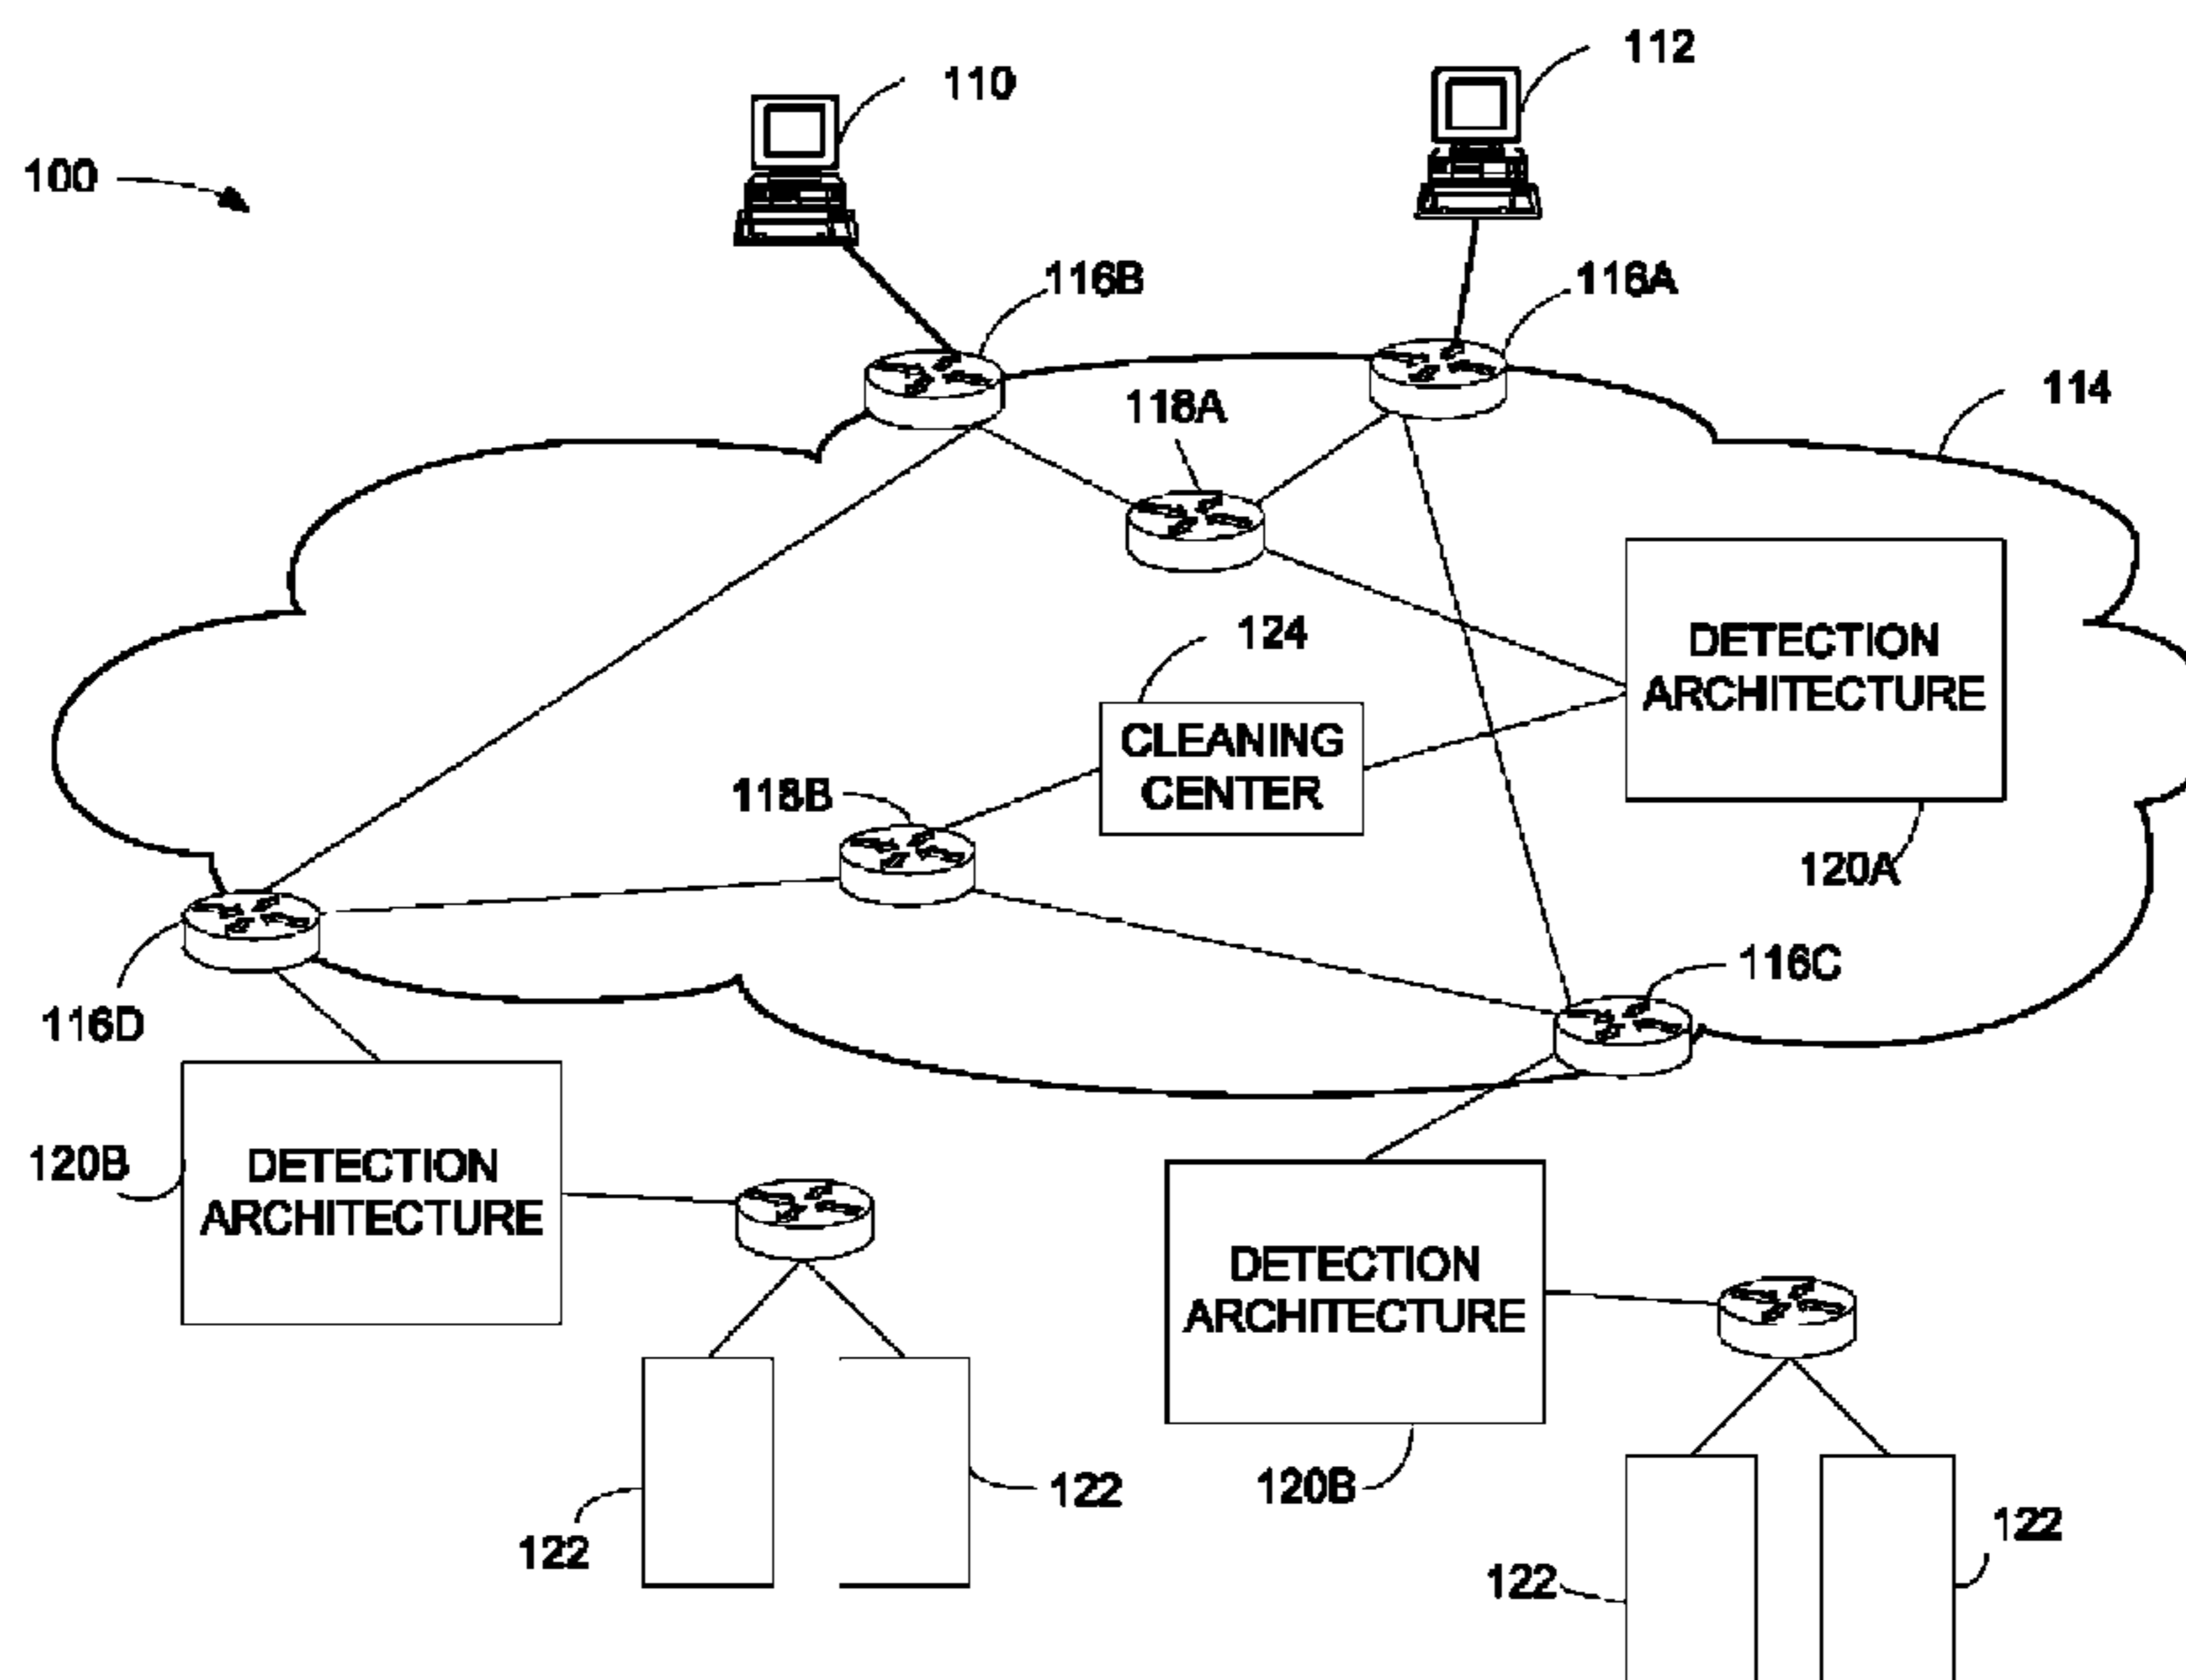 110
112
100
116B
116A
118A
114
124
DETECTION
ARCHITECTURE
CLEANING
CENTER
118B
120A
116C
116D
120B
DETECTION
ARCHITECTURE
DETECTION
ARCHITECTURE
122
120B
122
122
122